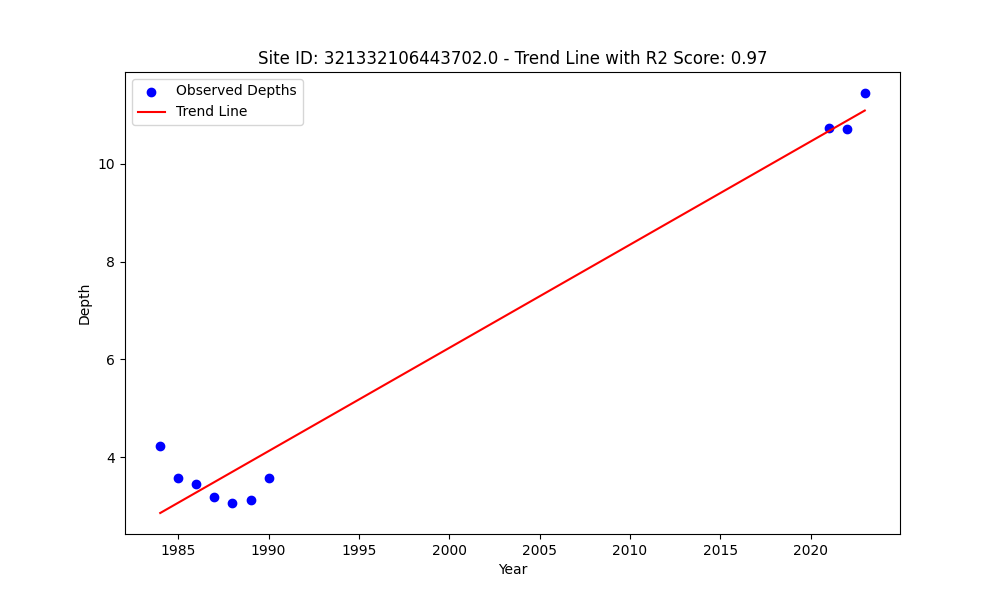 Site ID: 321332106443702.0 - Trend Line with R2 Score: 0.97
Observed Depths
Trend Line
10
8
6
4
Depth
1985 1990 1995 2000 2005 2010 2015 2020
Year